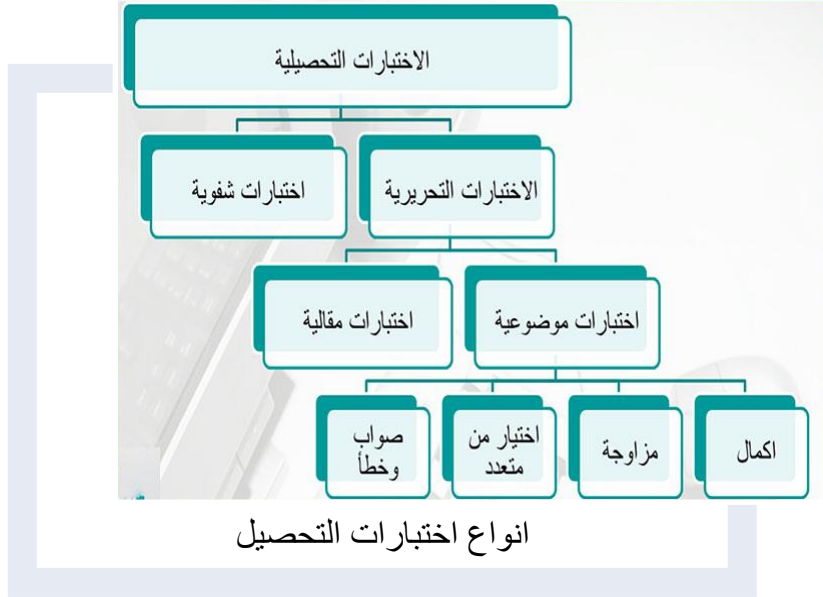 الاختبارات التحصيلية
الاختبارات التحريرية
اختبارات شفوية
اختبارات موضوعية
اختبارات مقالية
اكمال
مزاوجة
اختيار من
متعدد
صواب
وخطأ
انواع اختبارات التحصيل